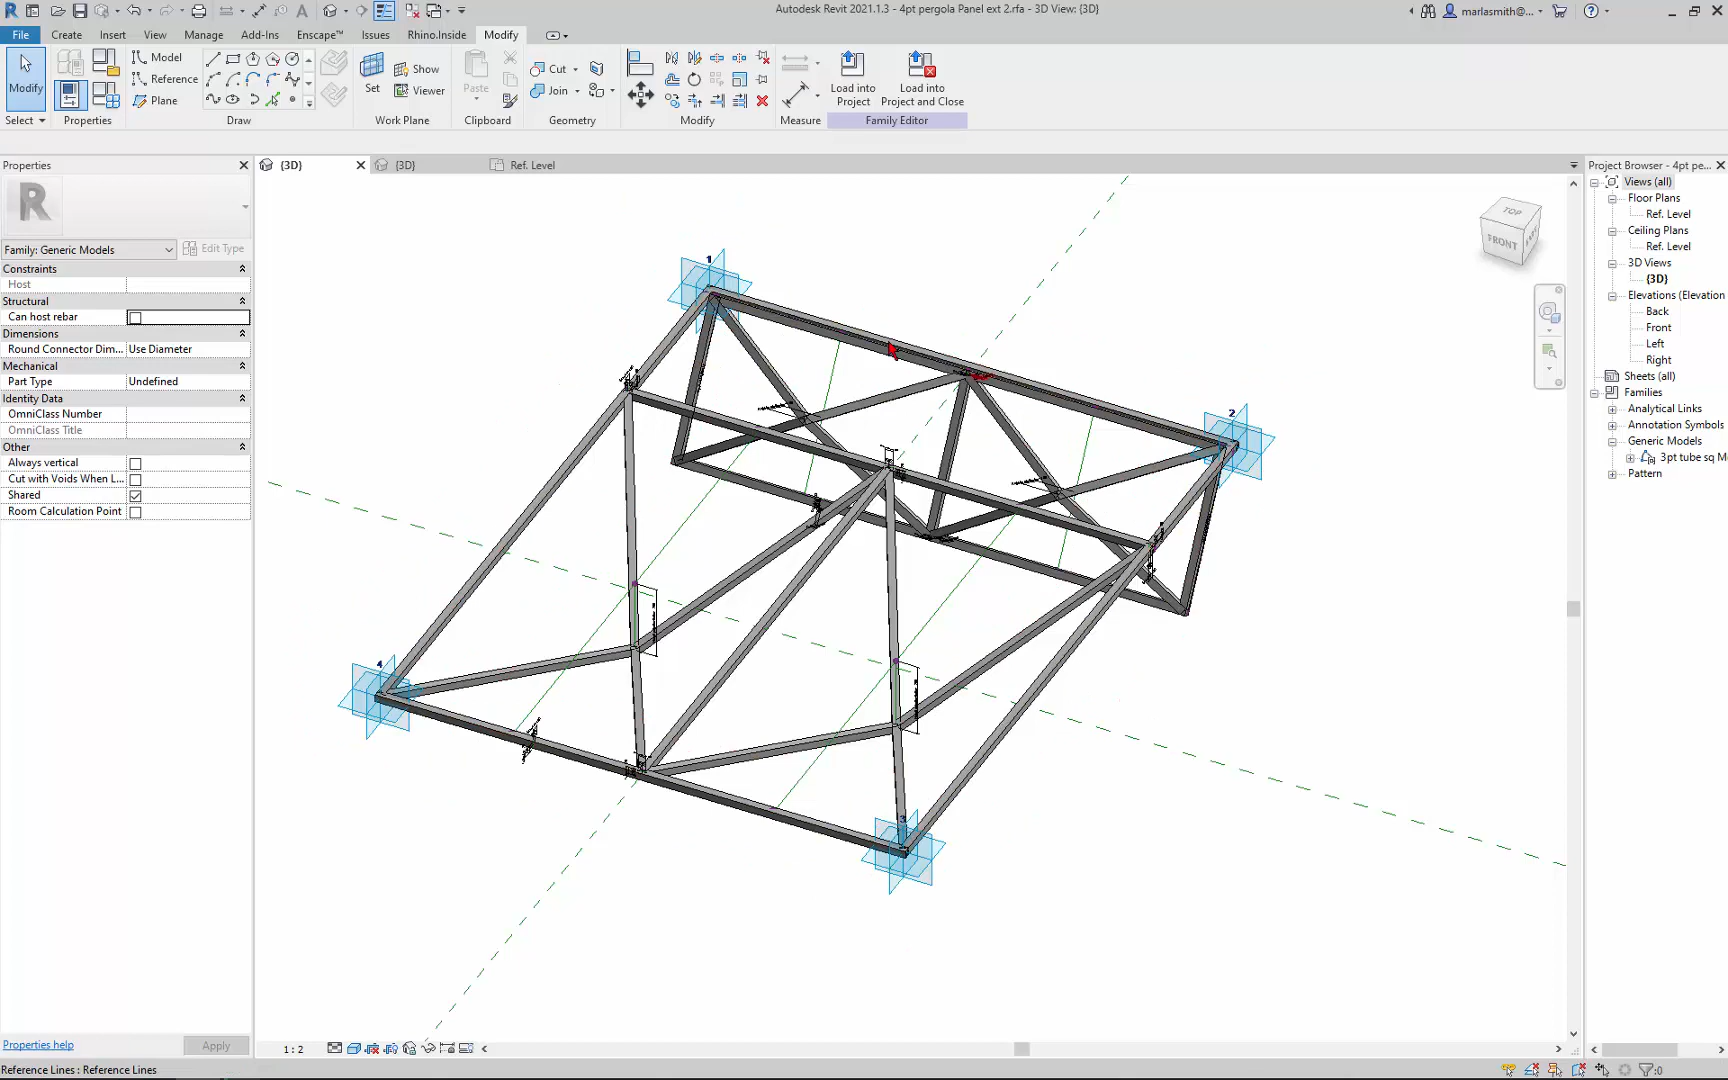 Autodesk Revit 2021.1.3 - 4pt pergola Panel ext 2.rfa - 3D View: {3D}
marlasmith@...
File Create Insert View Manage Add-Ins Enscape™ Issues Rhino.Inside Modify
Modify
Model
Reference
Plane
Set
Show
Viewer
Paste
Cut
Join
Load into
Project
Load into
Project and Close
Select Properties Draw Work Plane Clipboard Geometry Modify Measure Family Editor
Properties
{3D} {3D} Ref. Level
Project Browser - 4pt pe...
Family: Generic Models Edit Type
Constraints
Host
Structural
Can host rebar
Dimensions
Round Connector Dim... Use Diameter
Mechanical
Part Type Undefined
Identity Data
OmniClass Number
OmniClass Title
Other
Always vertical
Cut with Voids When L...
Shared
Room Calculation Point
Properties help Apply
1
2
3
4
TOP
FRONT
Views (all)
Floor Plans
Ref. Level
Ceiling Plans
Ref. Level
3D Views
{3D}
Elevations (Elevation
Back
Front
Left
Right
Sheets (all)
Families
Analytical Links
Annotation Symbols
Generic Models
3pt tube sq M
Pattern
1 : 2
Reference Lines : Reference Lines
:0